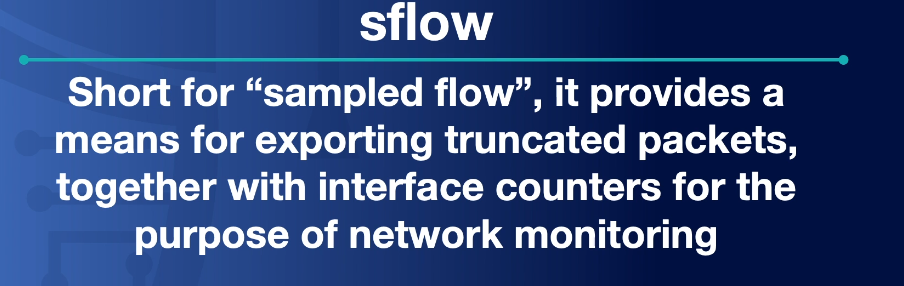 sflow
Short for “sampled flow”, it provides a
means for exporting truncated packets,
together with interface counters for the
purpose of network monitoring